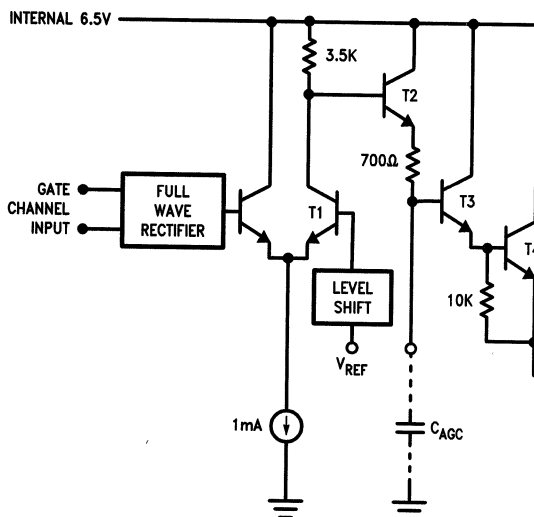 INTERNAL 6.5V
3.5K
T2
700Ω
T3
GATE
CHANNEL
INPUT
FULL
WAVE
RECTIFIER
T1
T4
LEVEL
SHIFT
10K
VREF
1mA
CAGC